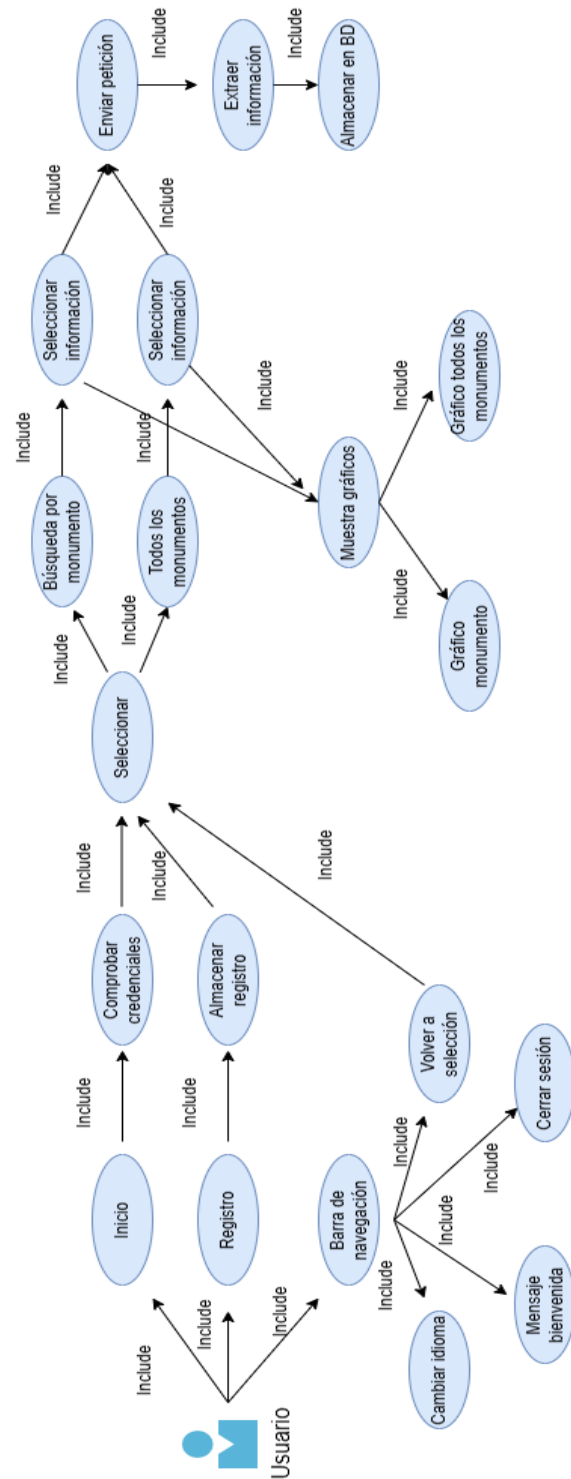 Usuario
Include
Include
Include
Inicio
Registro
Barra de
navegación
Include
Include
Include
Include
Include
Include
Cambiar idioma
Mensaje
bienvenida
Cerrar sesión
Volver a
selección
Comprobar
credenciales
Almacenar
registro
Include
Include
Include
Seleccionar
Include
Include
Búsqueda por
monumento
Todos los
monumentos
Include
Include
Seleccionar
información
Seleccionar
información
Include
Include
Include
Muestra gráficos
Include
Include
Gráfico
monumento
Gráfico todos los
monumentos
Enviar petición
Include
Extraer
información
Include
Almacenar en BD